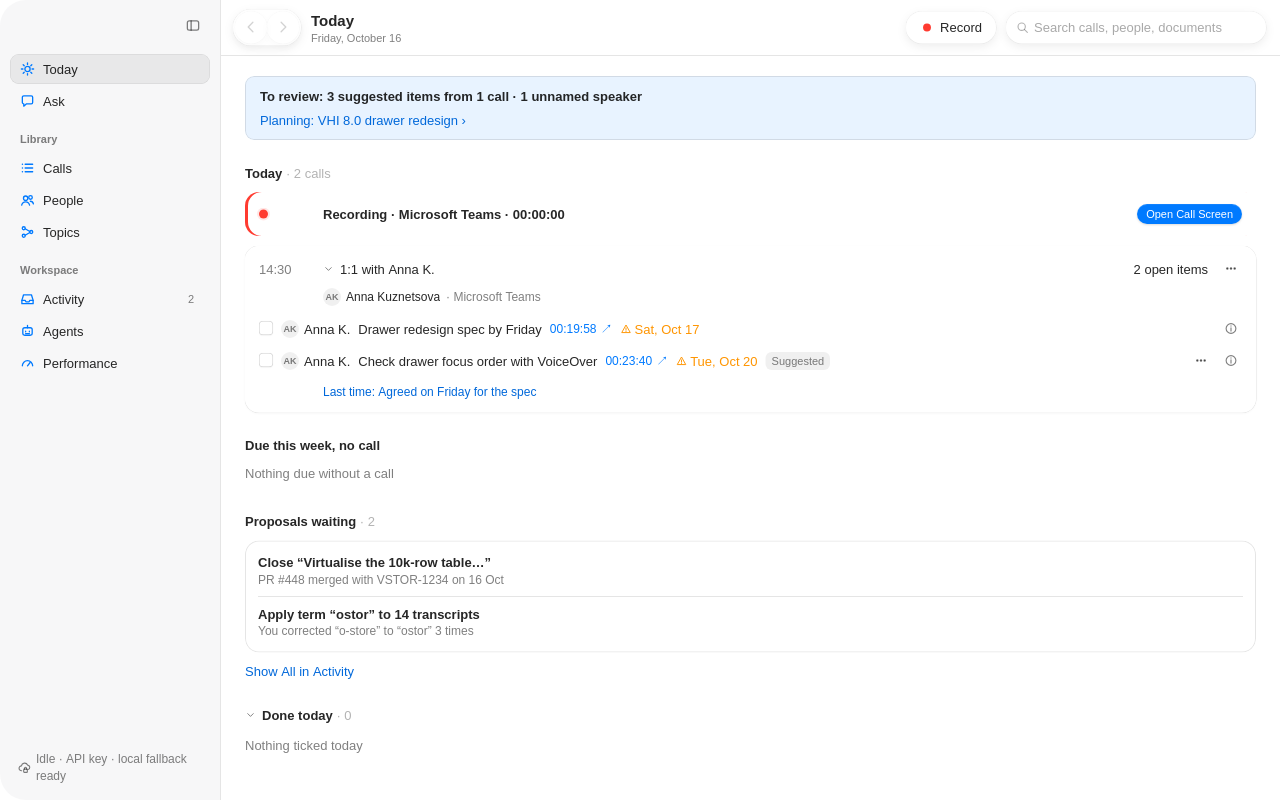 Today
Friday, October 16
Record
Search calls, people, documents
Today
Ask
Library
Calls
People
Topics
Workspace
Activity 2
Agents
Performance
Idle · API key · local fallback
ready
To review: 3 suggested items from 1 call · 1 unnamed speaker
Planning: VHI 8.0 drawer redesign ›
Today · 2 calls
Recording · Microsoft Teams · 00:00:00
Open Call Screen
14:30 1:1 with Anna K. 2 open items
AK Anna Kuznetsova · Microsoft Teams
AK Anna K. Drawer redesign spec by Friday 00:19:58 Sat, Oct 17
AK Anna K. Check drawer focus order with VoiceOver 00:23:40 Tue, Oct 20 Suggested
Last time: Agreed on Friday for the spec
Due this week, no call
Nothing due without a call
Proposals waiting · 2
Close “Virtualise the 10k-row table…”
PR #448 merged with VSTOR-1234 on 16 Oct
Apply term “ostor” to 14 transcripts
You corrected “o-store” to “ostor” 3 times
Show All in Activity
Done today · 0
Nothing ticked today